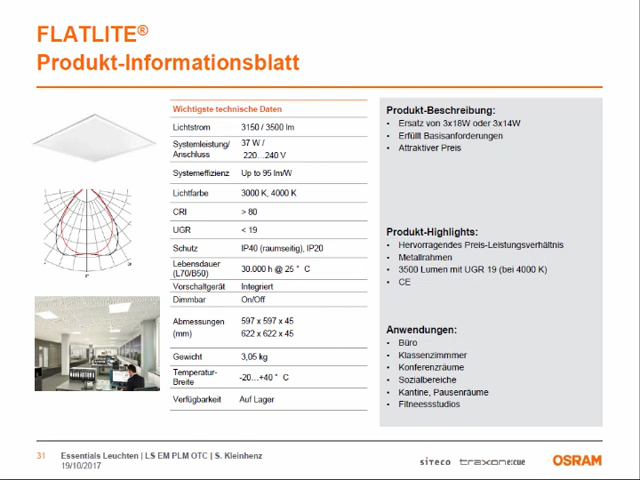 FLATLITE®
Produkt-Informationsblatt
Wichtigste technische Daten
Lichtstrom 3150 / 3500 lm
Systemleistung/ 37 W /
Anschluss 220…240 V
Systemeffizienz Up to 95 lm/W
Lichtfarbe 3000 K, 4000 K
CRI > 80
UGR < 19
Schutz IP40 (raumseitig), IP20
Lebensdauer
(L70/B50) 30.000 h @ 25 ° C
Vorschaltgerät Integriert
Dimmbar On/Off
Abmessungen 597 x 597 x 45
(mm) 622 x 622 x 45
Gewicht 3,05 kg
Temperatur-
Breite -20…+40 ° C
Verfügbarkeit Auf Lager
Produkt-Beschreibung:
• Ersatz von 3x18W oder 3x14W
• Erfüllt Basisanforderungen
• Attraktiver Preis
Produkt-Highlights:
• Hervorragendes Preis-Leistungsverhältnis
• Metallrahmen
• 3500 Lumen mit UGR 19 (bei 4000 K)
• CE
Anwendungen:
• Büro
• Klassenzimmmer
• Konferenzräume
• Sozialbereiche
• Kantine, Pausenräume
• Fitneessstudios
31 Essentials Leuchten | LS EM PLM OTC | S. Kleinhenz
19/10/2017
siteco traxon e:cue OSRAM